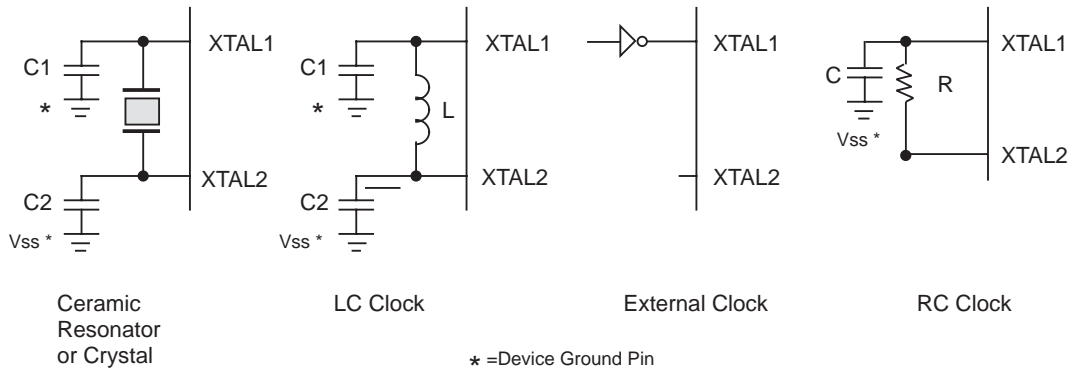 XTAL1
C1
*
XTAL2
C2
Vss *
Ceramic
Resonator
or Crystal
XTAL1
C1
*
L
XTAL2
C2
Vss *
LC Clock
XTAL1
XTAL2
External Clock
XTAL1
C
R
Vss *
XTAL2
RC Clock
* =Device Ground Pin